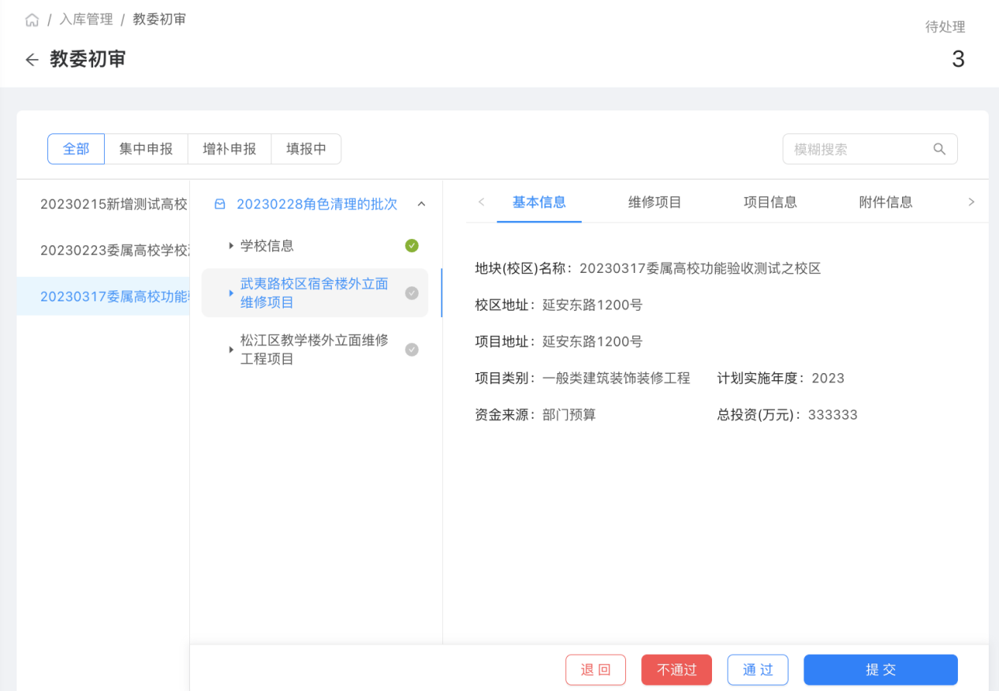 / 入库管理 / 教委初审
待处理
← 教委初审
3
全部 集中申报 增补申报 填报中
模糊搜索
20230215新增测试高校
20230223委属高校学校
20230317委属高校功能
20230228角色清理的批次
学校信息
武夷路校区宿舍楼外立面
维修项目
松江区教学楼外立面维修
工程项目
基本信息 维修项目 项目信息 附件信息
地块(校区)名称： 20230317委属高校功能验收测试之校区
校区地址： 延安东路1200号
项目地址： 延安东路1200号
项目类别： 一般类建筑装饰装修工程 计划实施年度： 2023
资金来源： 部门预算 总投资(万元)： 333333
退 回 不通过 通 过 提 交